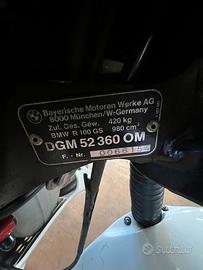 Bayerische Motoren Werke AG
8000 München/W-Germany
Zul. Ges. Gew. 420 kg
BMW R 100 GS 980 cm³
DGM 52 360 OM
F.-Nr.
subito.it